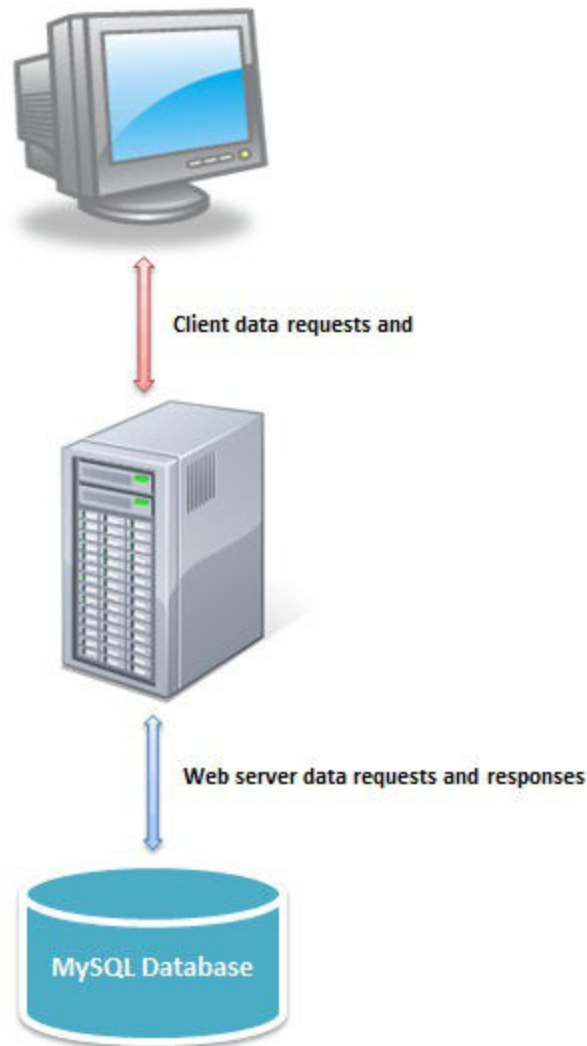 Client data requests and
Web server data requests and responses
MySQL Database